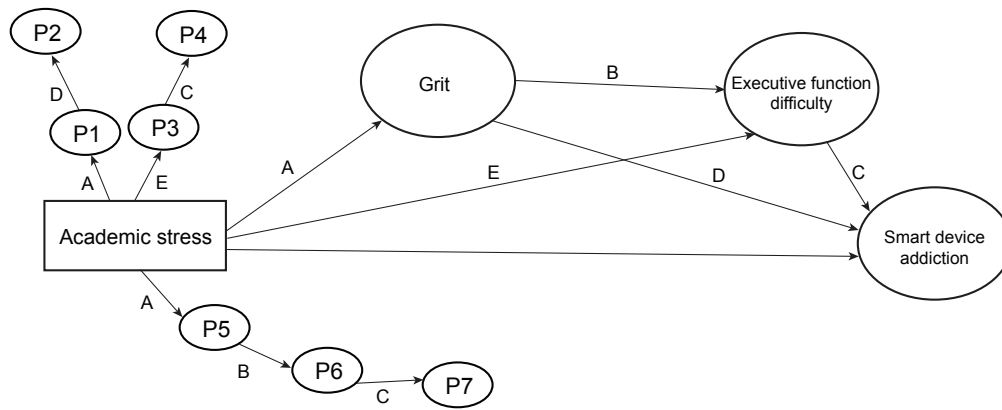 P2
P4
D
C
P1
P3
A
E
Academic stress
A
Grit
B
Executive function
difficulty
E
D
C
Smart device
addiction
A
P5
B
P6
C
P7